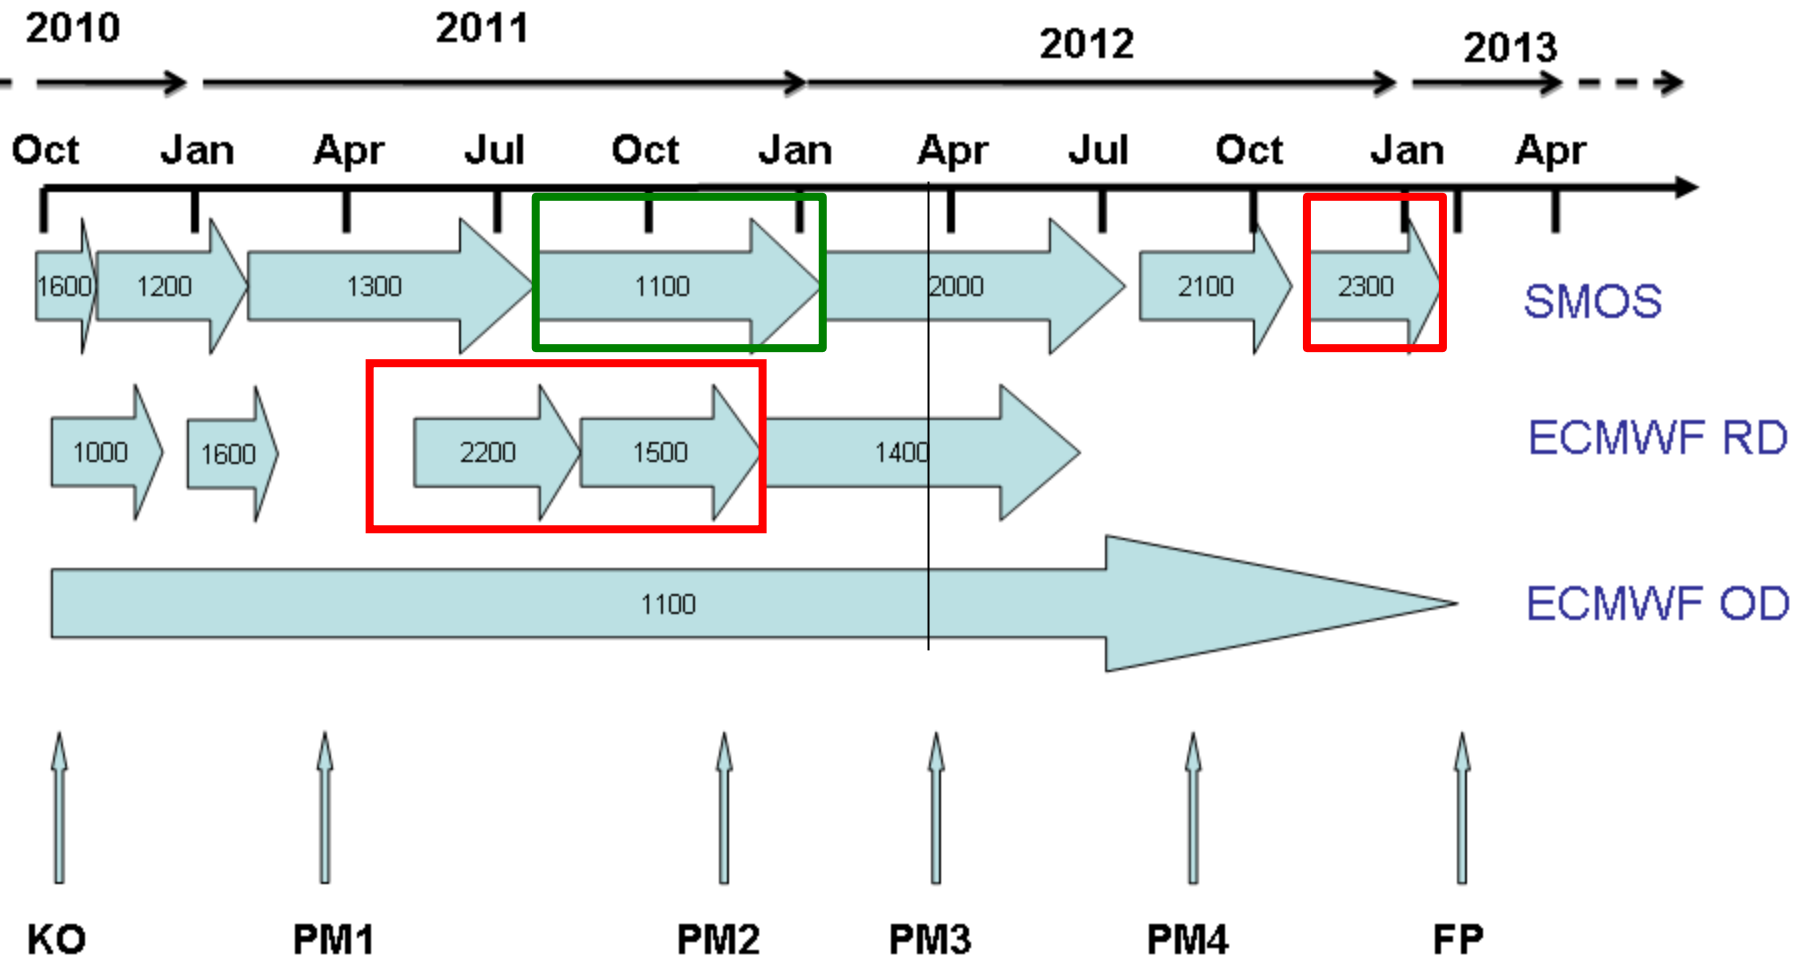 2010 2011 2012 2013
Oct Jan Apr Jul Oct Jan Apr Jul Oct Jan Apr
1600 1200 1300 1100 2000 2100 2300 SMOS
1000 1600 2200 1500 1400 ECMWF RD
1100 ECMWF OD
KO PM1 PM2 PM3 PM4 FP